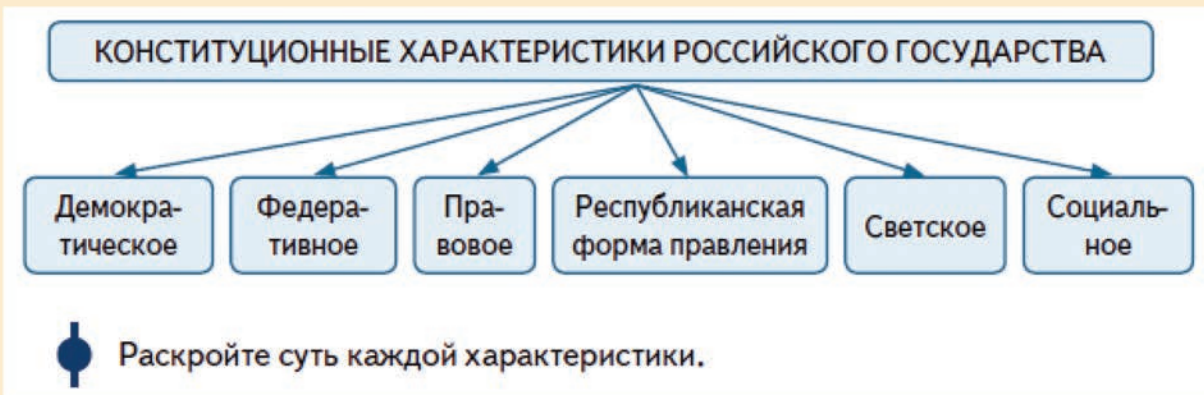 КОНСТИТУЦИОННЫЕ ХАРАКТЕРИСТИКИ РОССИЙСКОГО ГОСУДАРСТВА
Демокра-
тическое
Федера-
тивное
Пра-
вовое
Республиканская
форма правления
Светское
Социаль-
ное
Раскройте суть каждой характеристики.